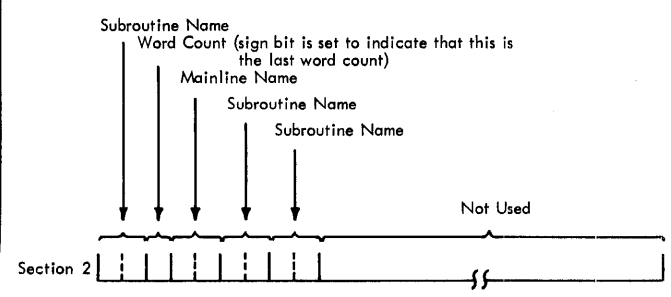 Subroutine Name
Word Count (sign bit is set to indicate that this is
the last word count)
Mainline Name
Subroutine Name
Subroutine Name
Not Used
Section 2